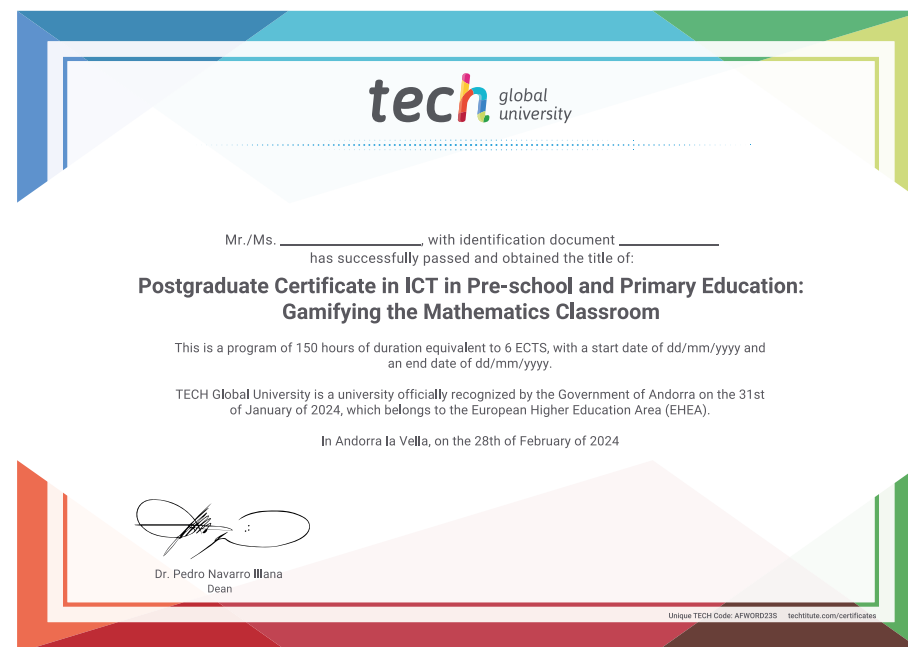 tech global
university
Mr./Ms. ______________, with identification document __________
has successfully passed and obtained the title of:
Postgraduate Certificate in ICT in Pre-school and Primary Education:
Gamifying the Mathematics Classroom
This is a program of 150 hours of duration equivalent to 6 ECTS, with a start date of dd/mm/yyyy and
an end date of dd/mm/yyyy.
TECH Global University is a university officially recognized by the Government of Andorra on the 31st
of January of 2024, which belongs to the European Higher Education Area (EHEA).
In Andorra la Vella, on the 28th of February of 2024
Dr. Pedro Navarro Illana
Dean
Unique TECH Code: AFWORD23S techtitute.com/certificates